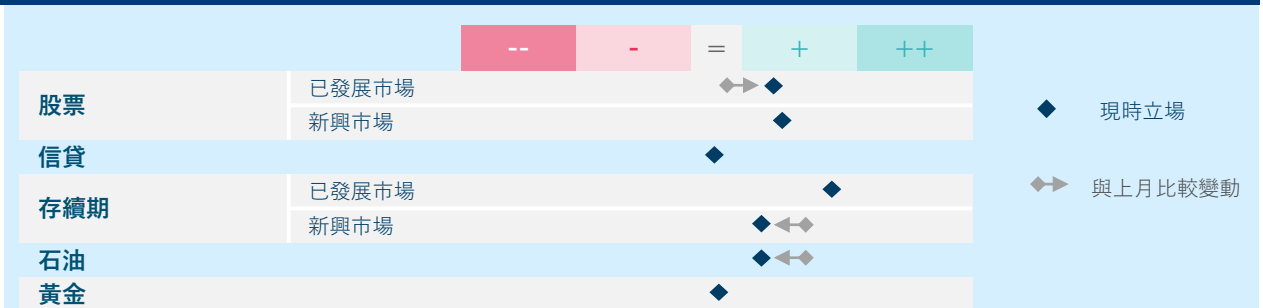 -- - = + ++
股票 已發展市場
新興市場
現時立場
信貸
存續期 已發展市場
與上月比較變動
新興市場
石油
黃金